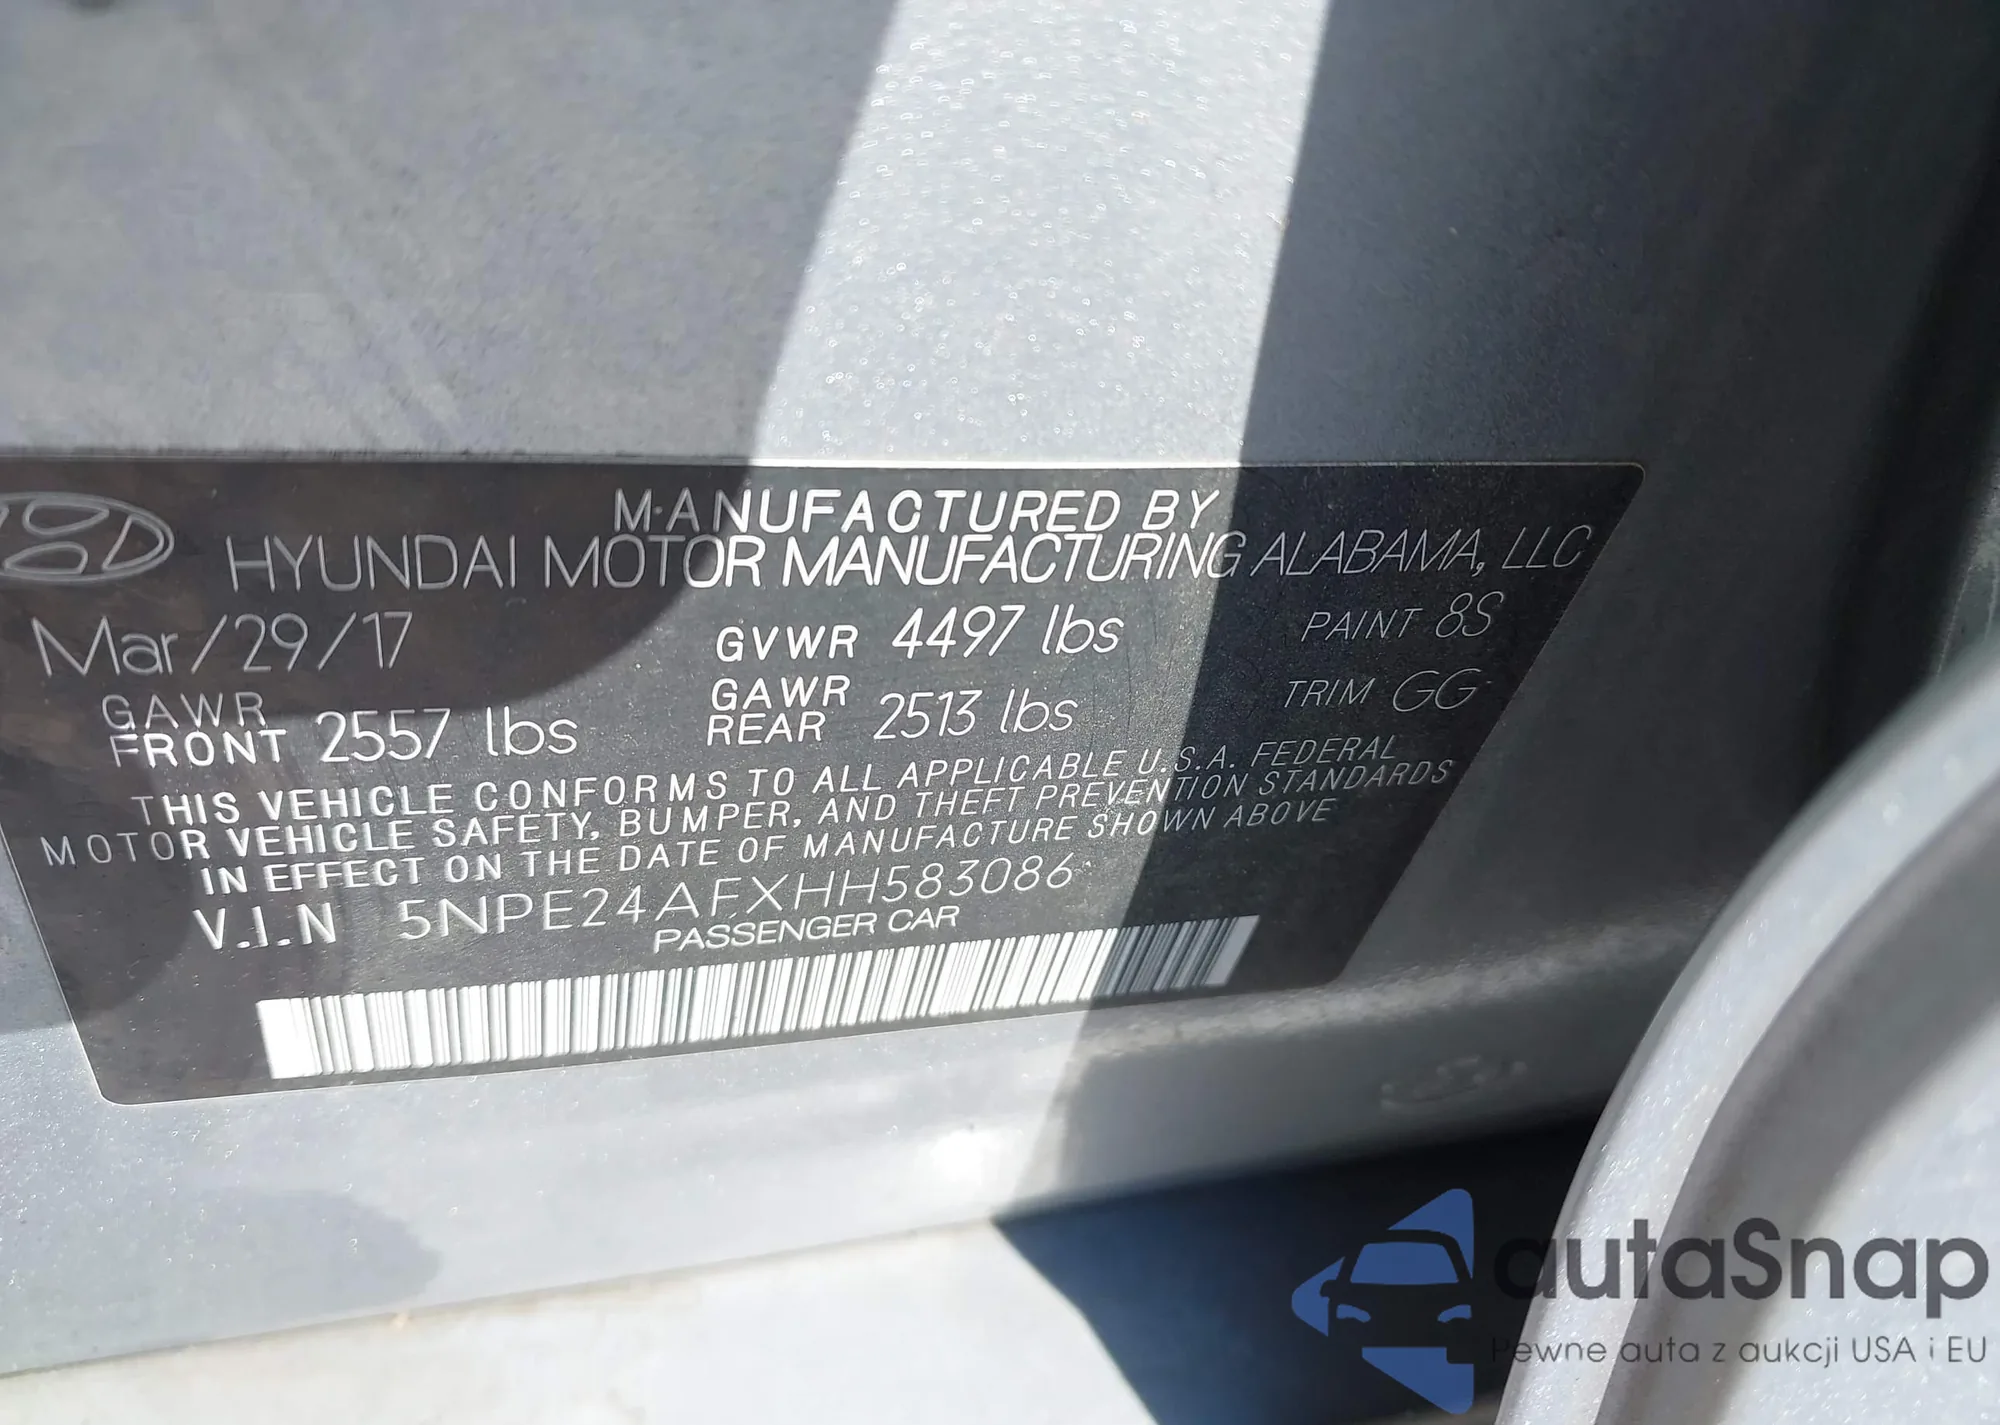 MANUFACTURED BY
HYUNDAI MOTOR MANUFACTURING ALABAMA, LLC
Mar/29/17 GVWR 4497 lbs PAINT 8S
GAWR FRONT 2557 lbs GAWR REAR 2513 lbs TRIM GG
THIS VEHICLE CONFORMS TO ALL APPLICABLE U.S.A. FEDERAL
MOTOR VEHICLE SAFETY, BUMPER, AND THEFT PREVENTION STANDARDS
IN EFFECT ON THE DATE OF MANUFACTURE SHOWN ABOVE
V.I.N 5NPE24AFXHH583086
PASSENGER CAR
autaSnap
Pewne auta z aukcji USA i EU